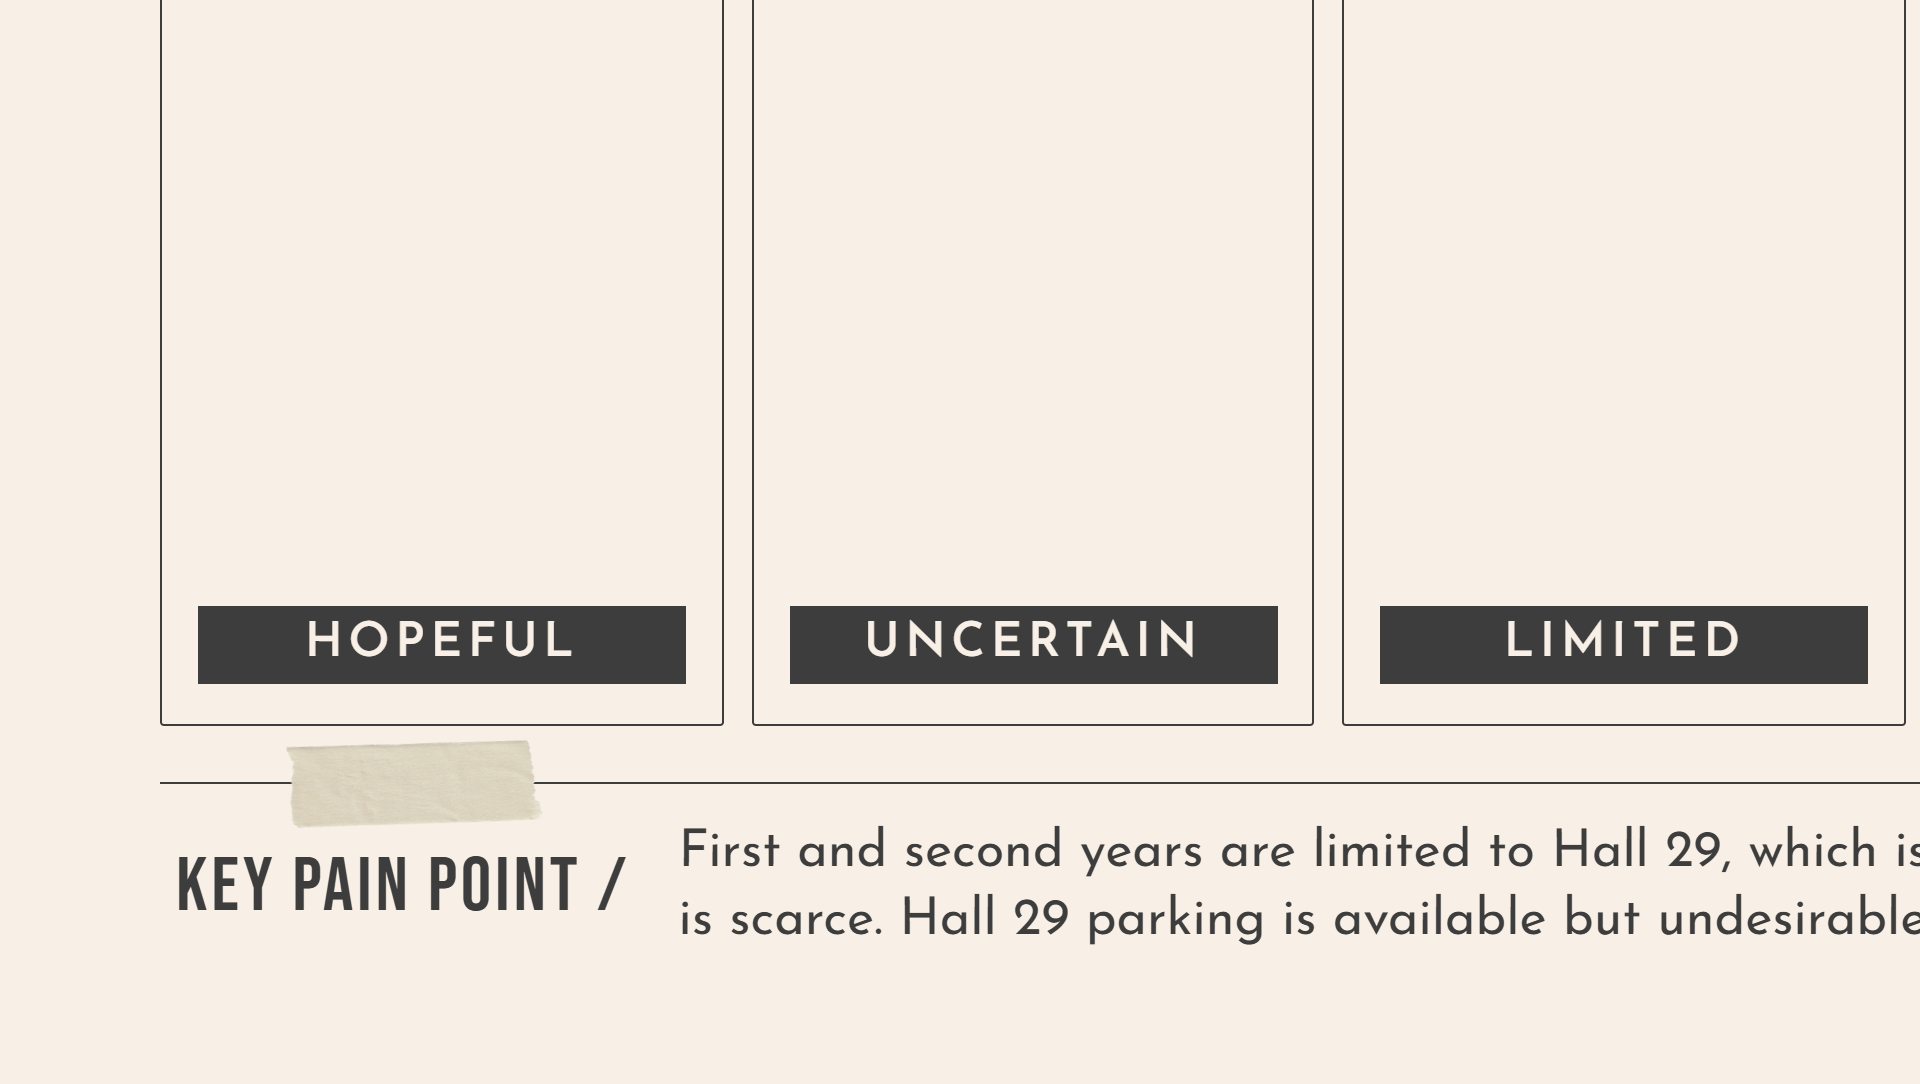 HOPEFUL
UNCERTAIN
LIMITED
KEY PAIN POINT /
First and second years are limited to Hall 29, which is
is scarce. Hall 29 parking is available but undesirable